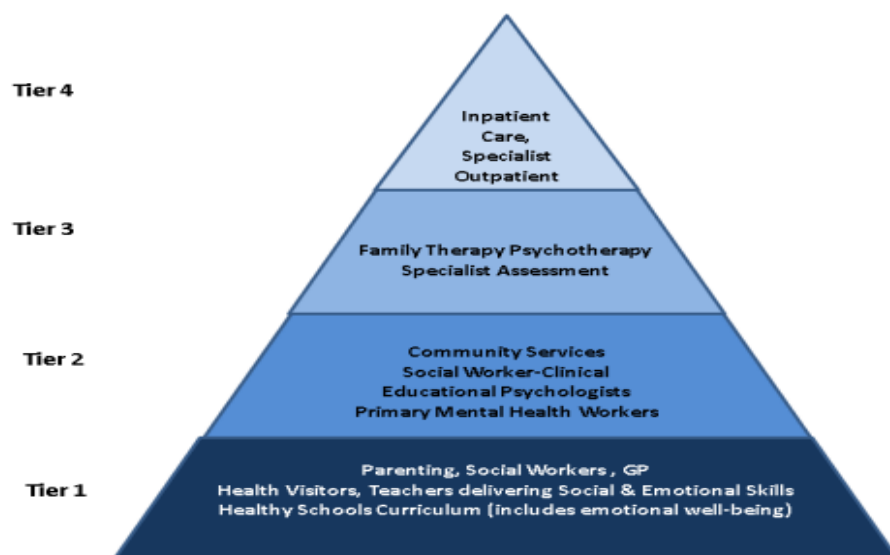 Tier 4
Inpatient
Care,
Specialist
Outpatient
Tier 3
Family Therapy Psychotherapy
Specialist Assessment
Tier 2
Community Services
Social Worker-Clinical
Educational Psychologists
Primary Mental Health Workers
Tier 1
Parenting, Social Workers , GP
Health Visitors, Teachers delivering Social & Emotional Skills
Healthy Schools Curriculum (includes emotional well-being)